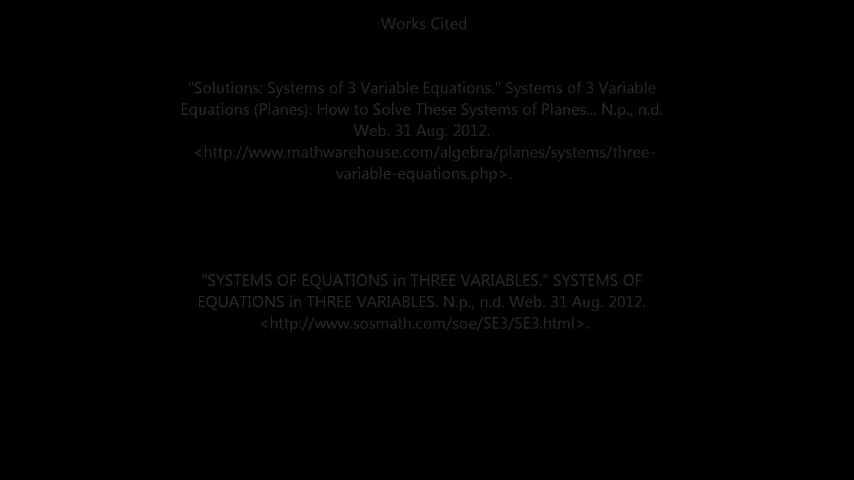 Works Cited
"Solutions: Systems of 3 Variable Equations." Systems of 3 Variable
Equations (Planes): How to Solve These Systems of Planes... N.p., n.d.
Web. 31 Aug. 2012.
<http://www.mathwarehouse.com/algebra/planes/systems/three-
variable-equations.php>.
"SYSTEMS OF EQUATIONS in THREE VARIABLES." SYSTEMS OF
EQUATIONS in THREE VARIABLES. N.p., n.d. Web. 31 Aug. 2012.
<http://www.sosmath.com/soe/SE3/SE3.html>.